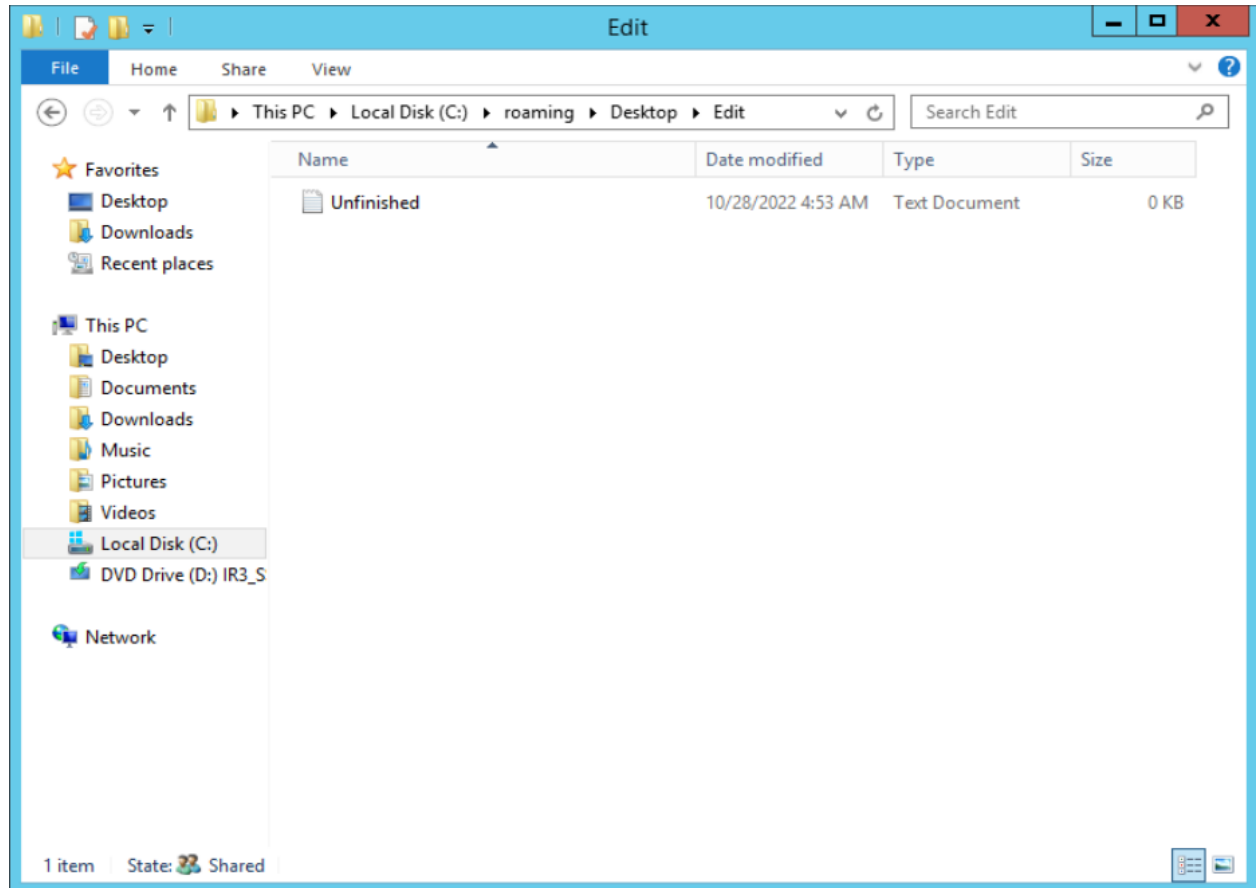 Edit
File Home Share View
This PC Local Disk (C:) roaming Desktop Edit Search Edit
Name Date modified Type Size
Unfinished 10/28/2022 4:53 AM Text Document 0 KB
Favorites
Desktop
Downloads
Recent places
This PC
Desktop
Documents
Downloads
Music
Pictures
Videos
Local Disk (C:)
DVD Drive (D:) IR3_S
Network
1 item State: Shared